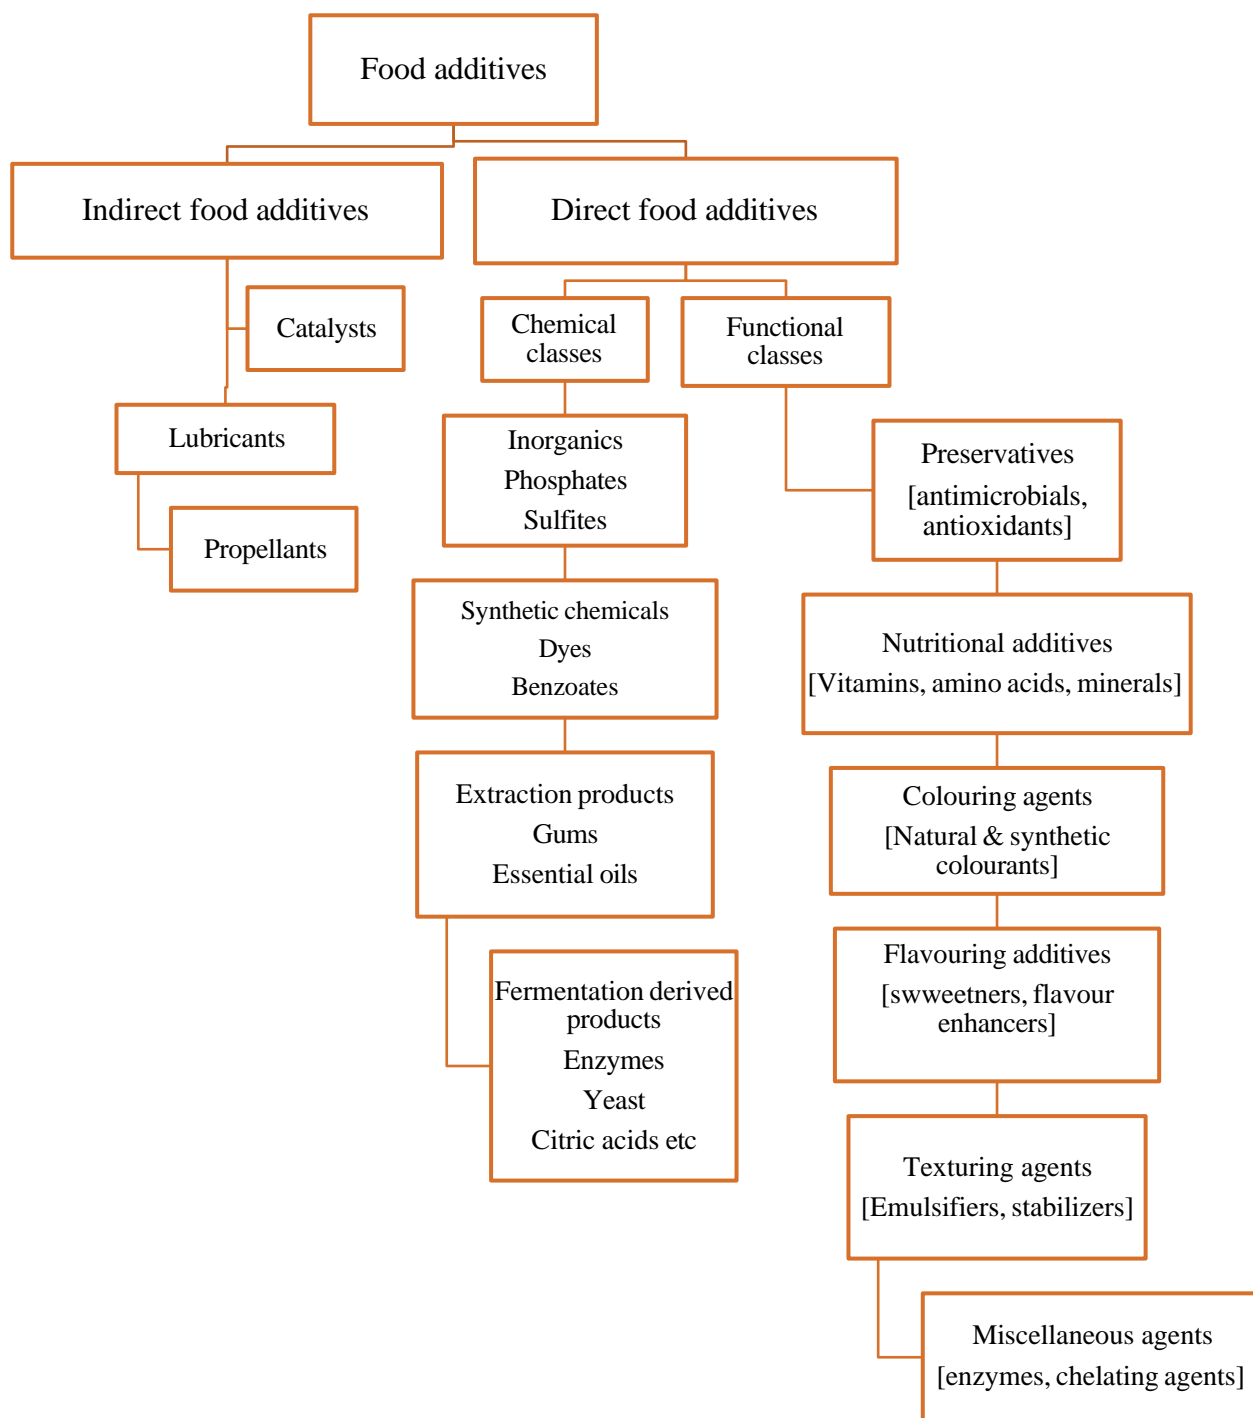 Food additives
Indirect food additives
Direct food additives
Catalysts
Lubricants
Propellants
Chemical
classes
Functional
classes
Inorganics
Phosphates
Sulfites
Synthetic chemicals
Dyes
Benzoates
Extraction products
Gums
Essential oils
Fermentation derived
products
Enzymes
Yeast
Citric acids etc
Preservatives
[antimicrobials,
antioxidants]
Nutritional additives
[Vitamins, amino acids, minerals]
Colouring agents
[Natural & synthetic
colourants]
Flavouring additives
[swweetners, flavour
enhancers]
Texturing agents
[Emulsifiers, stabilizers]
Miscellaneous agents
[enzymes, chelating agents]